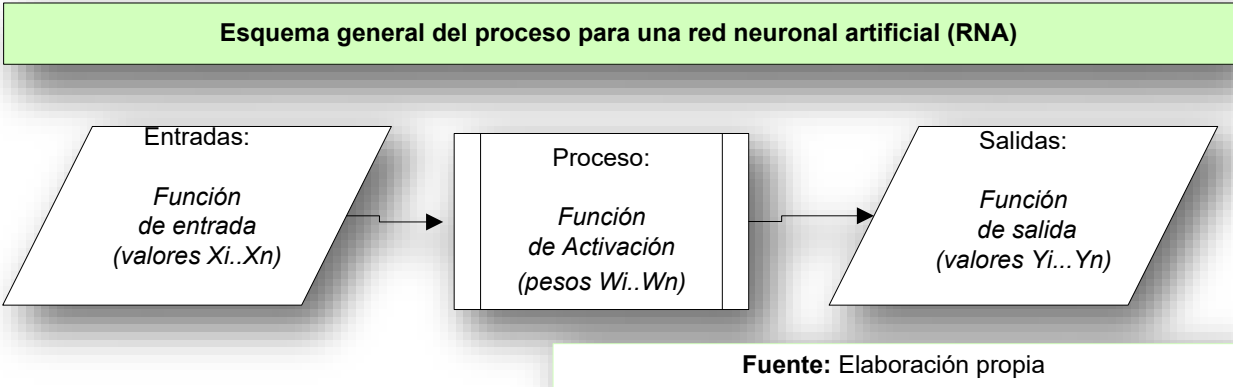 Esquema general del proceso para una red neuronal artificial (RNA)
Entradas:
Función
de entrada
(valores Xi..Xn)
Proceso:
Función
de Activación
(pesos Wi..Wn)
Salidas:
Función
de salida
(valores Yi...Yn)
Fuente: Elaboración propia